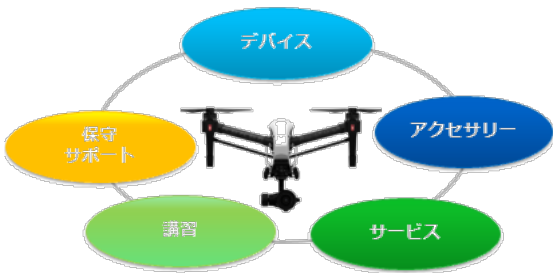 デバイス
アクセサリー
サービス
講習
保守
サポート